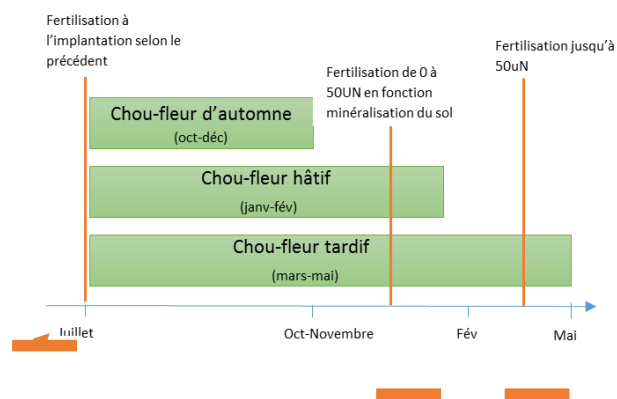 Fertilisation à
l'implantation selon le
précédent
Fertilisation de 0 à
50UN en fonction
minéralisation du sol
Fertilisation jusqu'à
50uN
Chou-fleur d'automne
(oct-déc)
Chou-fleur hâtif
(janv-fév)
Chou-fleur tardif
(mars-mai)
Juillet
Oct-Novembre
Fév
Mai